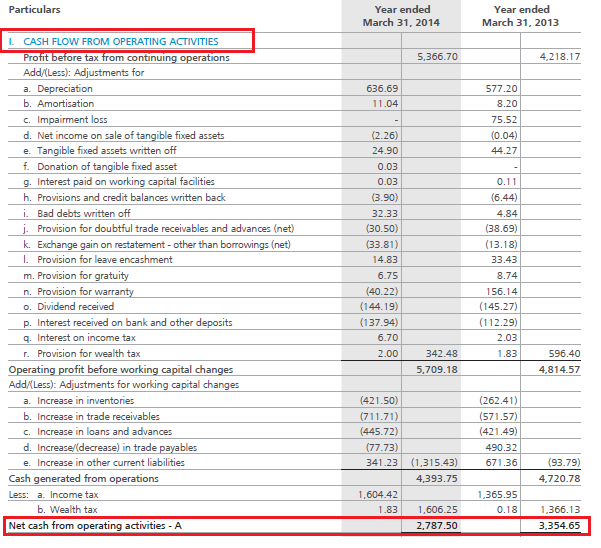 Particulars Year ended Year ended
March 31, 2014 March 31, 2013
I. CASH FLOW FROM OPERATING ACTIVITIES
Profit before tax from continuing operations 5,366.70 4,218.17
Add/(Less): Adjustments for
a. Depreciation 636.69 577.20
b. Amortisation 11.04 8.20
c. Impairment loss - 75.52
d. Net income on sale of tangible fixed assets (2.26) (0.04)
e. Tangible fixed assets written off 24.90 44.27
f. Donation of tangible fixed asset 0.03 -
g. Interest paid on working capital facilities 0.03 0.11
h. Provisions and credit balances written back (3.90) (6.44)
i. Bad debts written off 32.33 4.84
j. Provision for doubtful trade receivables and advances (net) (30.50) (38.69)
k. Exchange gain on restatement - other than borrowings (net) (33.81) (13.18)
l. Provision for leave encashment 14.83 33.43
m. Provision for gratuity 6.75 8.74
n. Provision for warranty (40.22) 156.14
o. Dividend received (144.19) (145.27)
p. Interest received on bank and other deposits (137.94) (112.29)
q. Interest on income tax 6.70 2.03
r. Provision for wealth tax 2.00 342.48 1.83 596.40
Operating profit before working capital changes 5,709.18 4,814.57
Add/(Less): Adjustments for working capital changes
a. Increase in inventories (421.50) (262.41)
b. Increase in trade receivables (711.71) (571.57)
c. Increase in loans and advances (445.72) (421.49)
d. Increase/(decrease) in trade payables (77.73) 490.32
e. Increase in other current liabilities 341.23 (1,315.43) 671.36 (93.79)
Cash generated from operations 4,393.75 4,720.78
Less: a. Income tax 1,604.42 1,365.95
b. Wealth tax 1.83 1,606.25 0.18 1,366.13
Net cash from operating activities - A 2,787.50 3,354.65